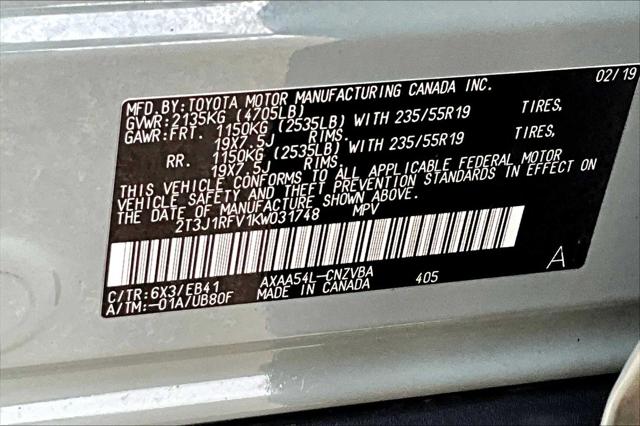 02/19
MFD.BY:TOYOTA MOTOR MANUFACTURING CANADA INC.
GVWR:2135KG (4705LB)
GAWR:FRT. 1150KG (2535LB) WITH 235/55R19 TIRES,
19X7.5J RIMS.
RR. 1150KG (2535LB) WITH 235/55R19 TIRES,
19X7.5J RIMS.
THIS VEHICLE CONFORMS TO ALL APPLICABLE FEDERAL MOTOR
VEHICLE SAFETY AND THEFT PREVENTION STANDARDS IN EFFECT ON
THE DATE OF MANUFACTURE SHOWN ABOVE.
2T3J1RFV1KW031748 MPV
C/TR:6X3/EB41 AXAA54L-CNZVBA 405
A/TM:-01A/UB80F MADE IN CANADA
A